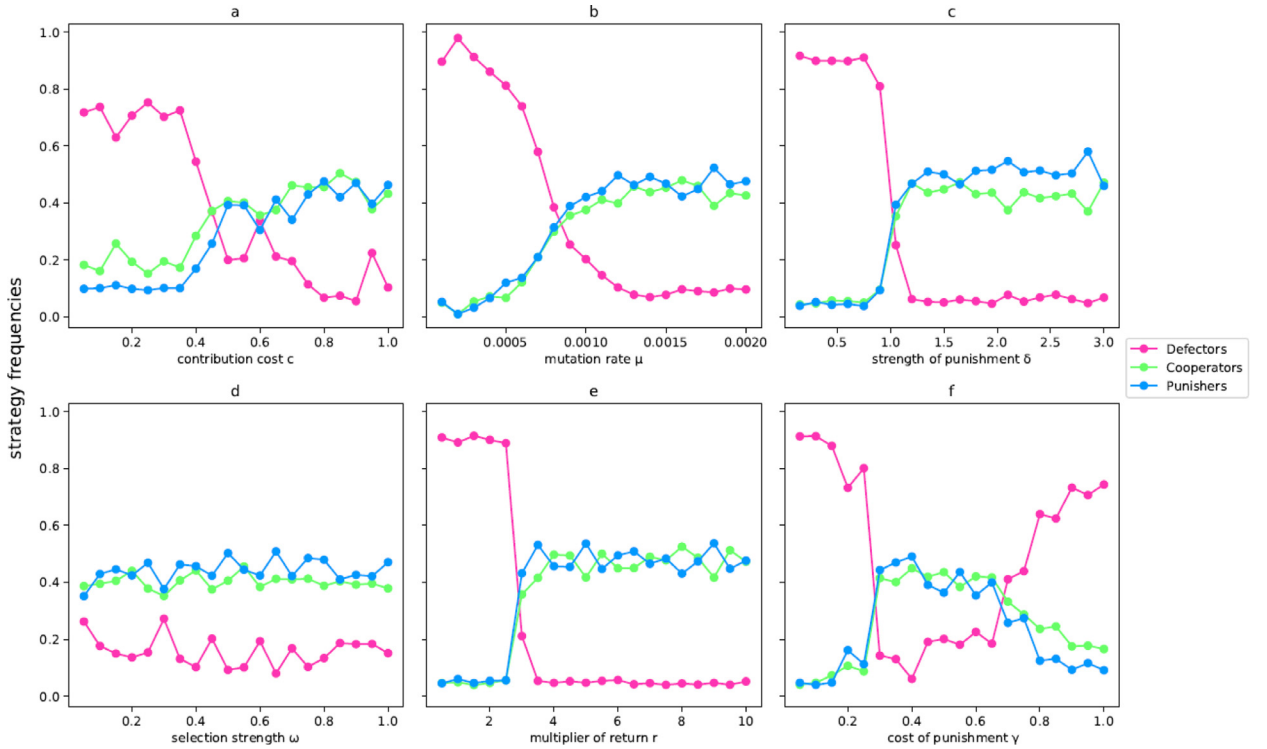 a
b
c
1.0
0.8
0.6
0.4
0.2
0.0
0.2 0.4 0.6 0.8 1.0
contribution cost c
0.0005 0.0010 0.0015 0.0020
mutation rate μ
0.5 1.0 1.5 2.0 2.5 3.0
strength of punishment δ
Defectors
Cooperators
Punishers
strategy frequencies
d
e
f
1.0
0.8
0.6
0.4
0.2
0.0
0.2 0.4 0.6 0.8 1.0
selection strength ω
2 4 6 8 10
multiplier of return r
0.2 0.4 0.6 0.8 1.0
cost of punishment γ